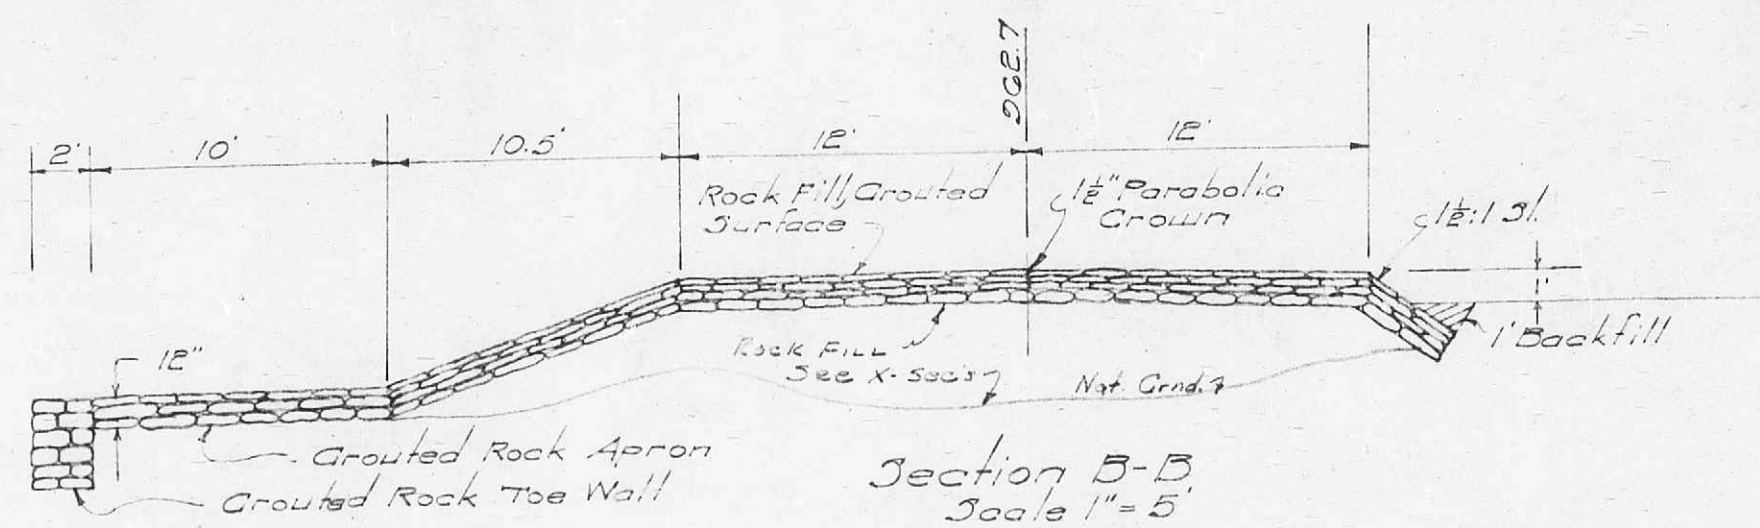 962.7
2'
10'
10.5'
12'
12'
Rock Fill, Grouted
Surface
1½" Parabolic
Crown
1½:1 Sl.
1'
12"
Rock Fill
See X-Sec's
Nat. Grnd.
1' Backfill
Grouted Rock Apron
Grouted Rock Toe Wall
Section B-B
Scale 1" = 5'